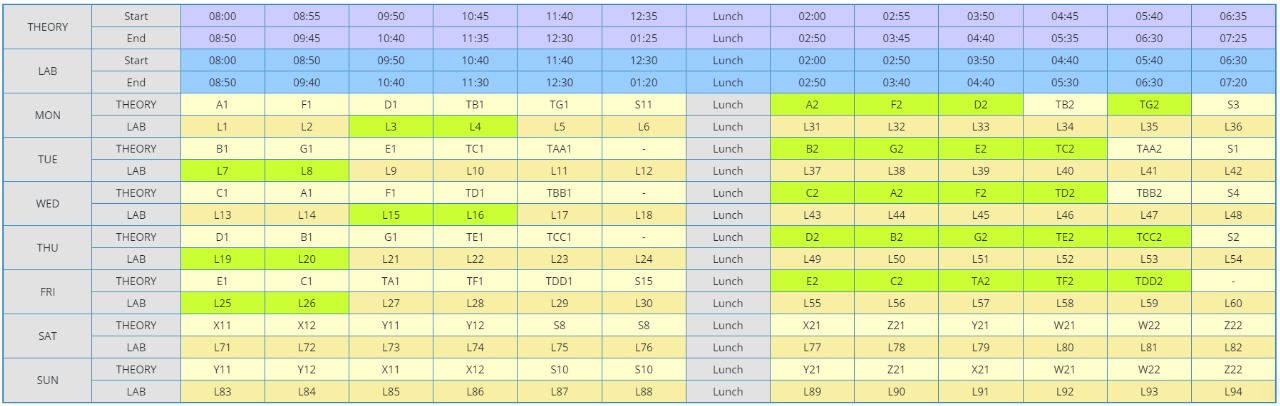 THEORY Start 08:00 08:55 09:50 10:45 11:40 12:35 Lunch 02:00 02:55 03:50 04:45 05:40 06:35
End 08:50 09:45 10:40 11:35 12:30 01:25 Lunch 02:50 03:45 04:40 05:35 06:30 07:25
LAB Start 08:00 08:50 09:50 10:40 11:40 12:30 Lunch 02:00 02:50 03:50 04:40 05:40 06:30
End 08:50 09:40 10:40 11:30 12:30 01:20 Lunch 02:50 03:40 04:40 05:30 06:30 07:20
MON THEORY A1 F1 D1 TB1 TG1 S11 Lunch A2 F2 D2 TB2 TG2 S3
LAB L1 L2 L3 L4 L5 L6 Lunch L31 L32 L33 L34 L35 L36
TUE THEORY B1 G1 E1 TC1 TAA1 - Lunch B2 G2 E2 TC2 TAA2 S1
LAB L7 L8 L9 L10 L11 L12 Lunch L37 L38 L39 L40 L41 L42
WED THEORY C1 A1 F1 TD1 TBB1 - Lunch C2 A2 F2 TD2 TBB2 S4
LAB L13 L14 L15 L16 L17 L18 Lunch L43 L44 L45 L46 L47 L48
THU THEORY D1 B1 G1 TE1 TCC1 - Lunch D2 B2 G2 TE2 TCC2 S2
LAB L19 L20 L21 L22 L23 L24 Lunch L49 L50 L51 L52 L53 L54
FRI THEORY E1 C1 TA1 TF1 TDD1 S15 Lunch E2 C2 TA2 TF2 TDD2 -
LAB L25 L26 L27 L28 L29 L30 Lunch L55 L56 L57 L58 L59 L60
SAT THEORY X11 X12 Y11 Y12 S8 S8 Lunch X21 Z21 Y21 W21 W22 Z22
LAB L71 L72 L73 L74 L75 L76 Lunch L77 L78 L79 L80 L81 L82
SUN THEORY Y11 Y12 X11 X12 S10 S10 Lunch Y21 Z21 X21 W21 W22 Z22
LAB L83 L84 L85 L86 L87 L88 Lunch L89 L90 L91 L92 L93 L94